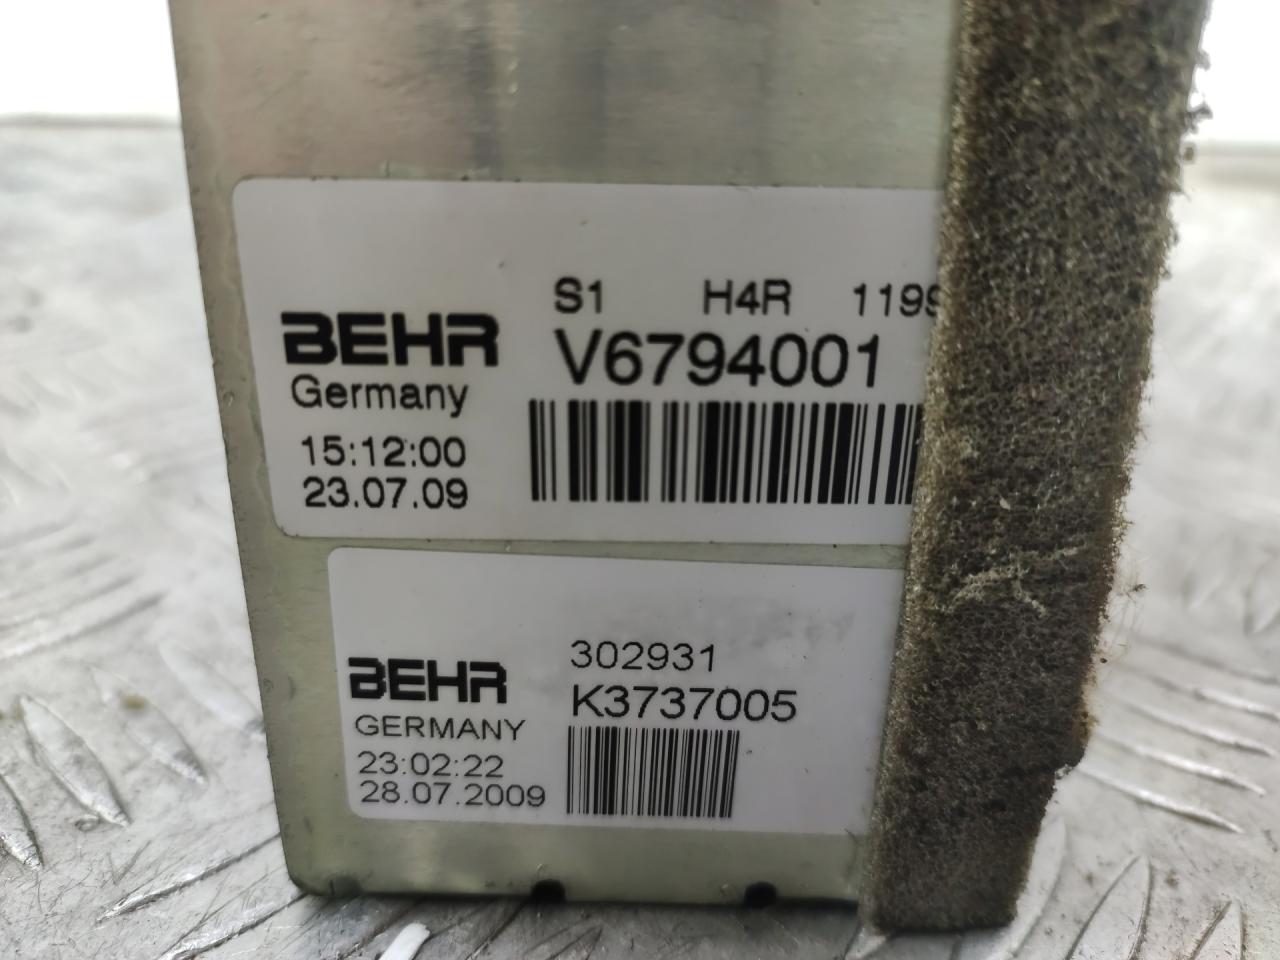 S1 H4R 1199
BEHR V6794001
Germany
15:12:00
23.07.09
302931
BEHR K3737005
GERMANY
23:02:22
28.07.2009